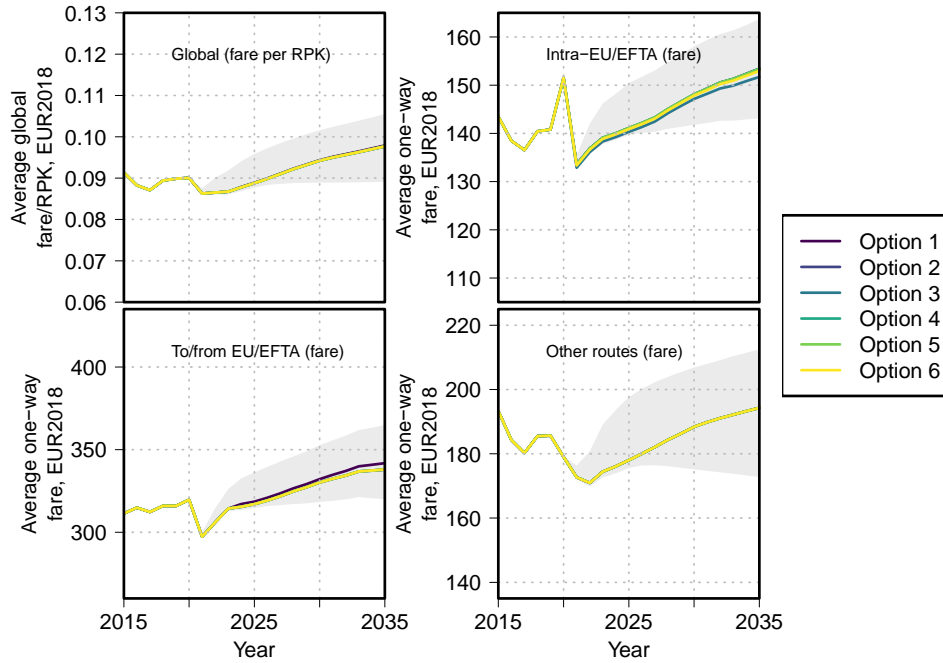 Global (fare per RPK)
Average global
fare/RPK, EUR2018
0.13
0.12
0.11
0.10
0.09
0.08
0.07
0.06
Intra−EU/EFTA (fare)
Average one−way
fare, EUR2018
160
150
140
130
120
110
To/from EU/EFTA (fare)
Average one−way
fare, EUR2018
400
350
300
2015
2025
2035
Year
Other routes (fare)
Average one−way
fare, EUR2018
220
200
180
160
140
2015
2025
2035
Year
Option 1
Option 2
Option 3
Option 4
Option 5
Option 6